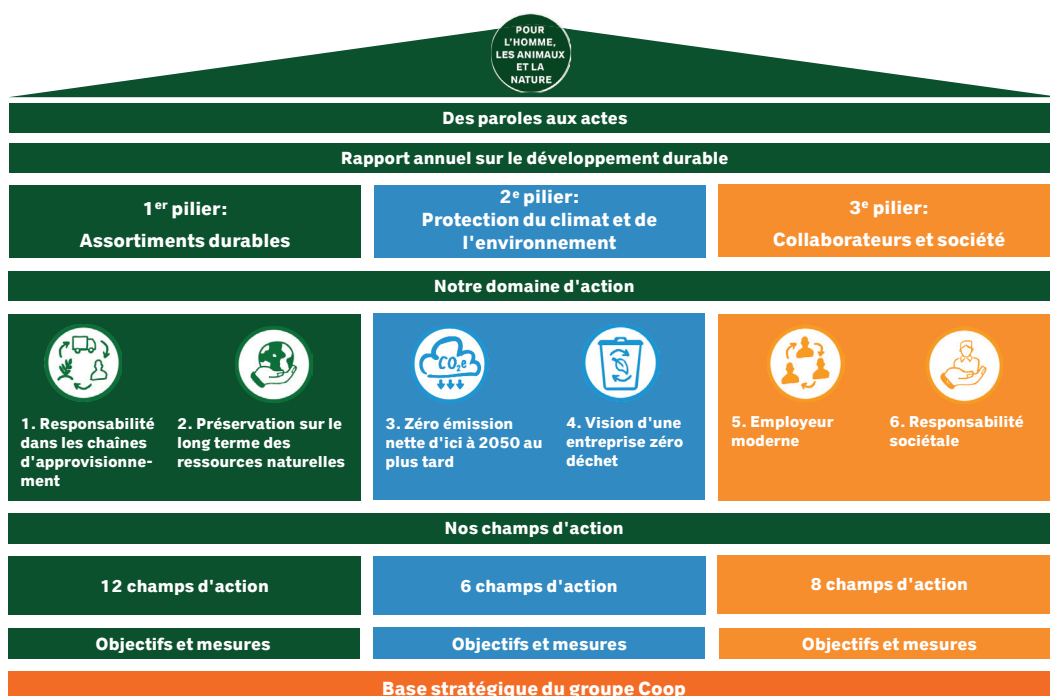 POUR
L'HOMME,
LES ANIMAUX
ET LA
NATURE
Des paroles aux actes
Rapport annuel sur le développement durable
1er pilier:
Assortiments durables
2e pilier:
Protection du climat et de
l'environnement
3e pilier:
Collaborateurs et société
Notre domaine d'action
1. Responsabilité
dans les chaînes
d'approvisionne-
ment
2. Préservation sur le
long terme des
ressources naturelles
CO2e
3. Zéro émission
nette d'ici à 2050 au
plus tard
4. Vision d'une
entreprise zéro
déchet
5. Employeur
moderne
6. Responsabilité
sociétale
Nos champs d'action
12 champs d'action
6 champs d'action
8 champs d'action
Objectifs et mesures
Objectifs et mesures
Objectifs et mesures
Base stratégique du groupe Coop